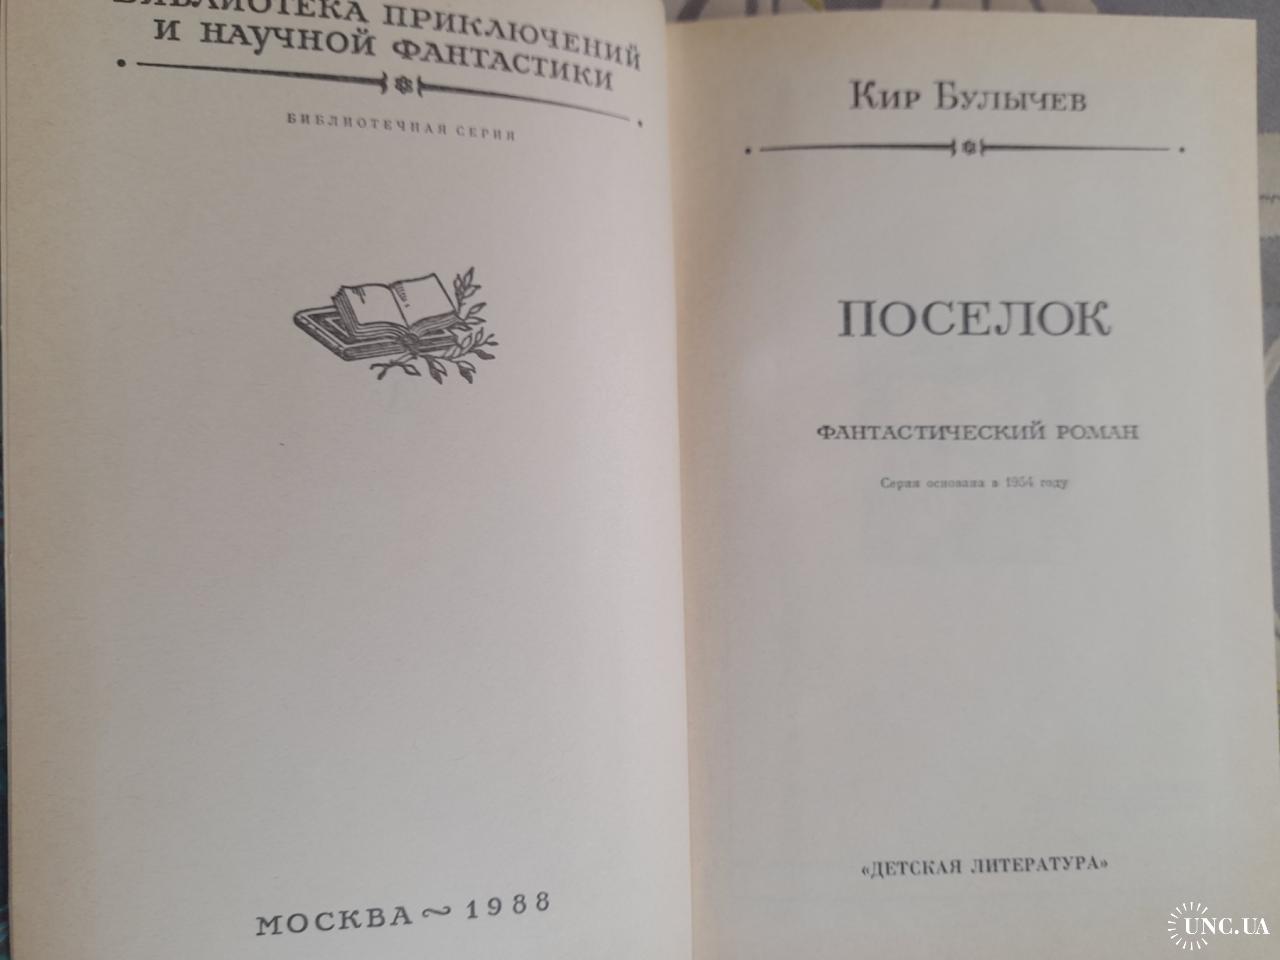 БИБЛИОТЕКА ПРИКЛЮЧЕНИЙ
И НАУЧНОЙ ФАНТАСТИКИ
БИБЛИОТЕЧНАЯ СЕРИЯ
МОСКВА ~ 1988
КИР БУЛЫЧЕВ
ПОСЕЛОК
ФАНТАСТИЧЕСКИЙ РОМАН
Серия основана в 1954 году
«ДЕТСКАЯ ЛИТЕРАТУРА»
UNC.UA